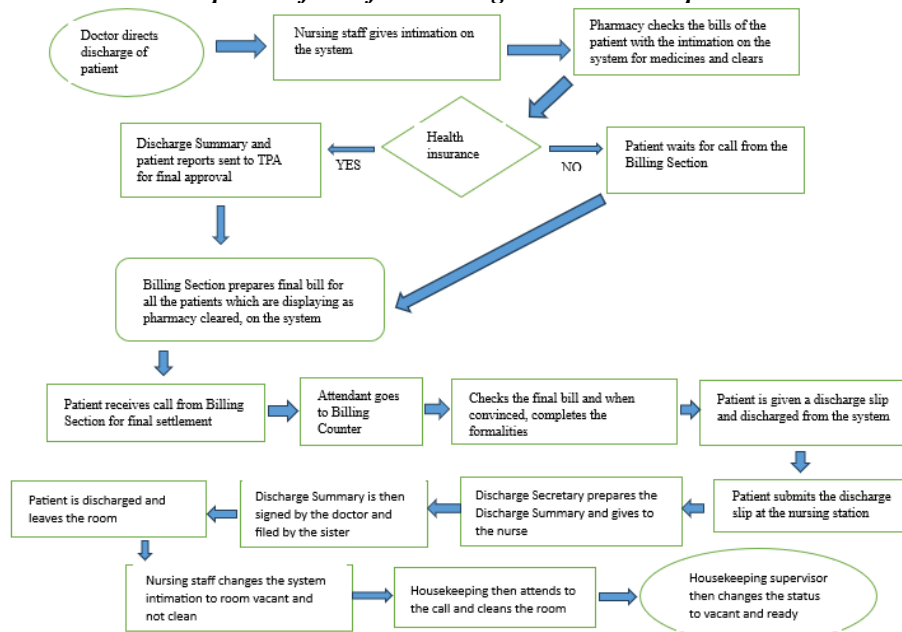 Doctor directs
discharge of
patient
Nursing staff gives intimation on
the system
Pharmacy checks the bills of the
patient with the intimation on the
system for medicines and clears
Health
insurance
YES
NO
Discharge Summary and
patient reports sent to TPA
for final approval
Patient waits for call from the
Billing Section
Billing Section prepares final bill for
all the patients which are displaying as
pharmacy cleared, on the system
Patient receives call from Billing
Section for final settlement
Attendant goes
to Billing
Counter
Checks the final bill and when
convinced, completes the
formalities
Patient is given a discharge slip
and discharged from the system
Patient submits the discharge
slip at the nursing station
Discharge Secretary prepares the
Discharge Summary and gives to
the nurse
Discharge Summary is then
signed by the doctor and
filed by the sister
Patient is discharged and
leaves the room
Nursing staff changes the system
intimation to room vacant and
not clean
Housekeeping then attends to
the call and cleans the room
Housekeeping supervisor
then changes the status
to vacant and ready